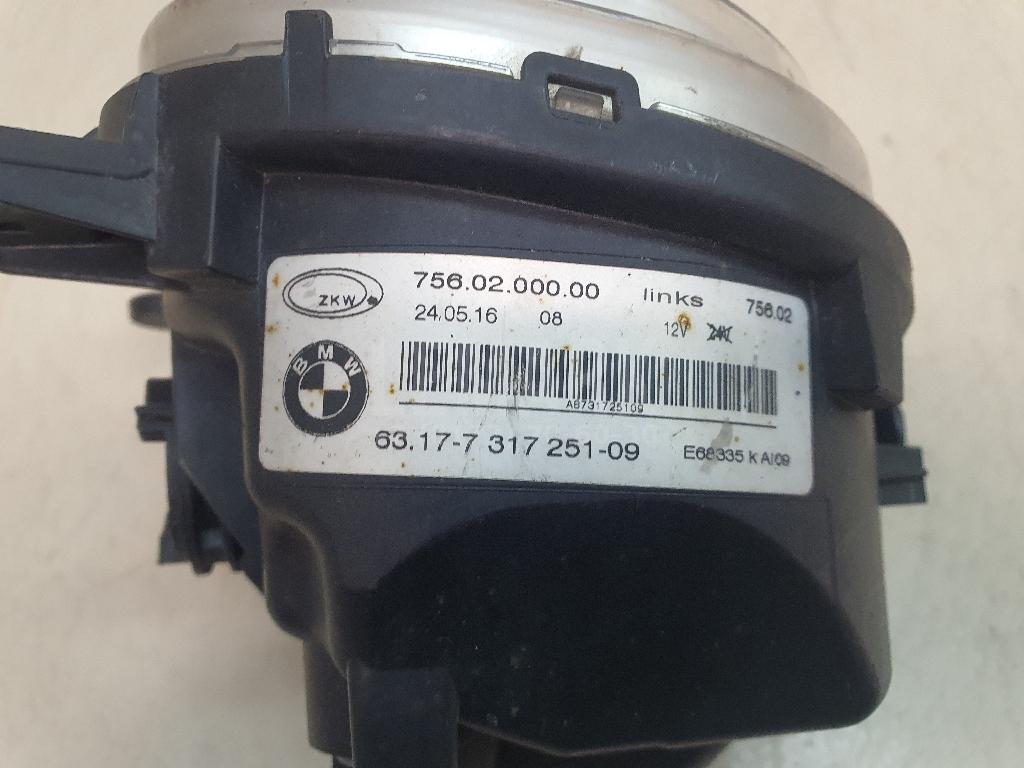 ZKW
756.02.000.00 links 756.02
24.05.16 08 12V
BMW
A8731725109
63.17-7 317 251-09 E68335 K AI09